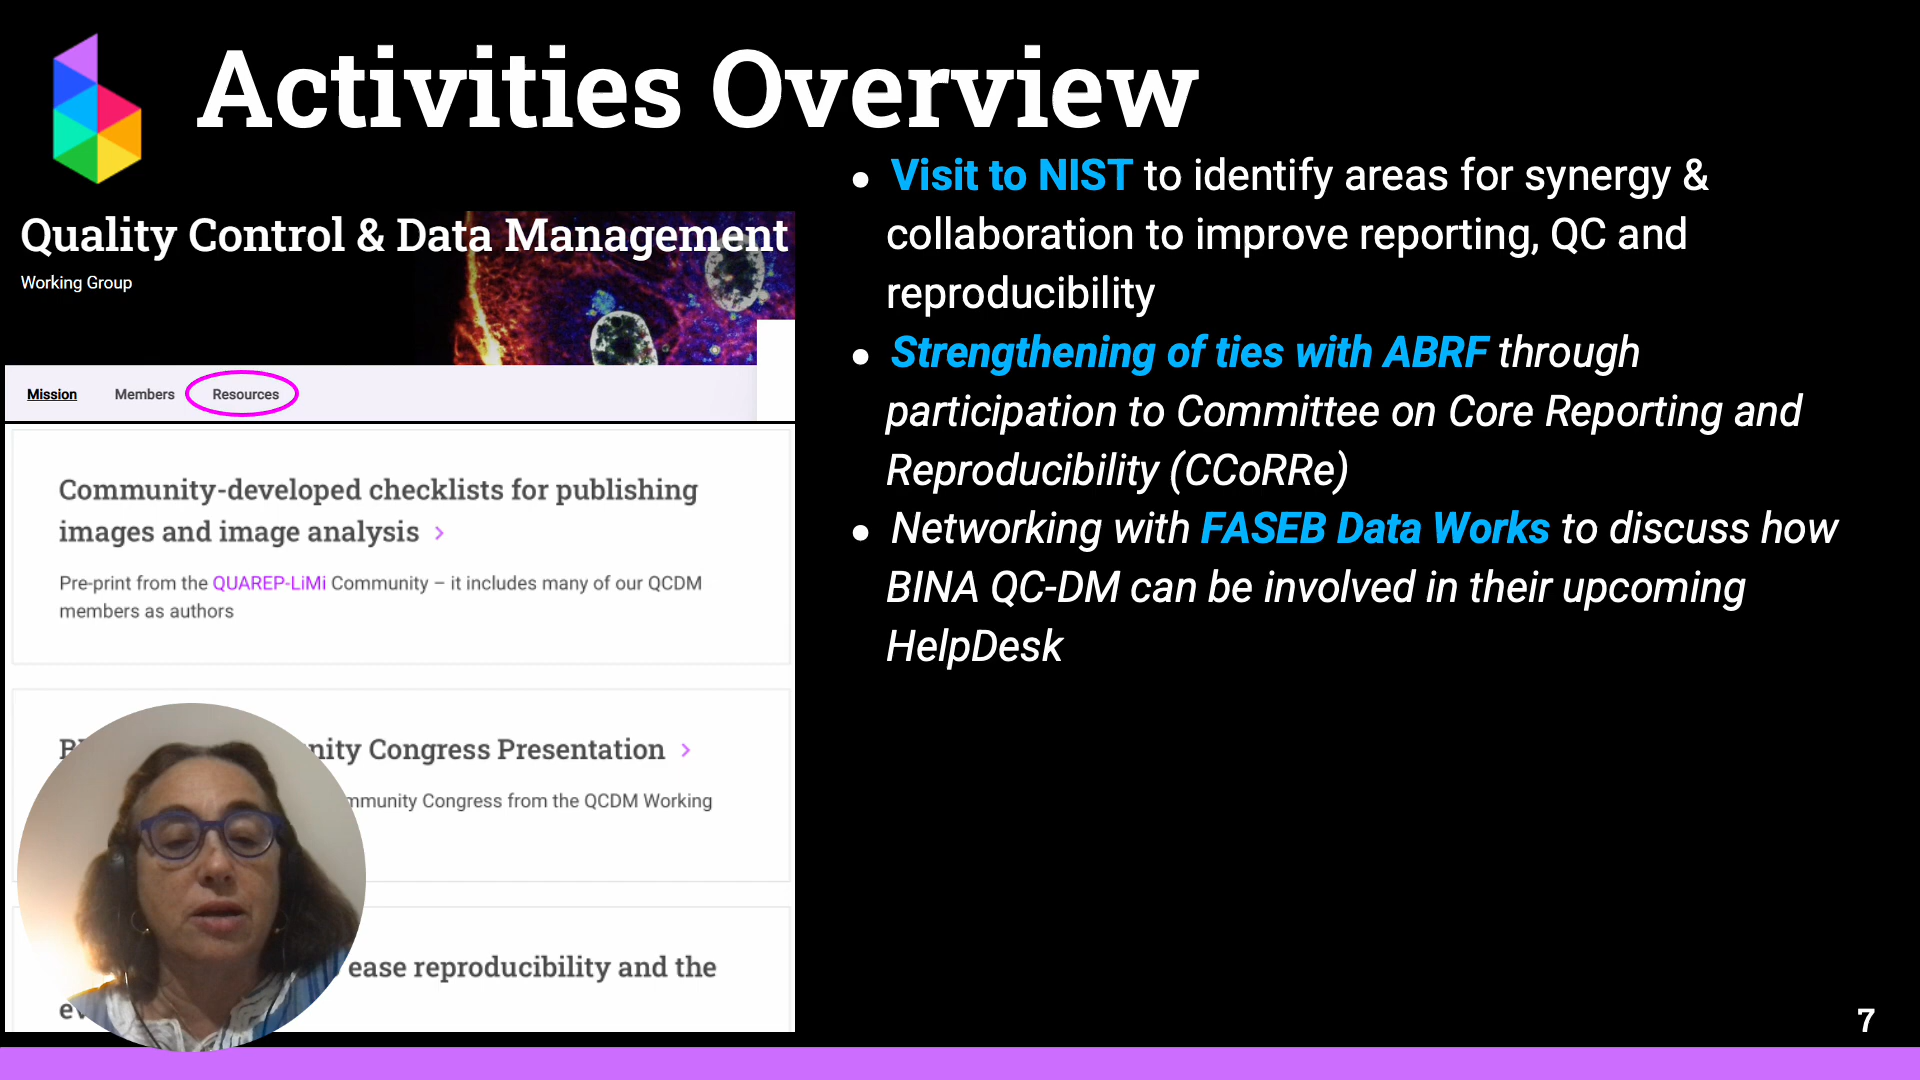 Activities Overview
Quality Control & Data Management
Working Group
Mission Members Resources
Community-developed checklists for publishing
images and image analysis >
Pre-print from the QUAREP-LiMi Community – it includes many of our QCDM
members as authors
Congress Presentation >
Community Congress from the QCDM Working
ease reproducibility and the
● Visit to NIST to identify areas for synergy &
collaboration to improve reporting, QC and
reproducibility
● Strengthening of ties with ABRF through
participation to Committee on Core Reporting and
Reproducibility (CCoRRe)
● Networking with FASEB Data Works to discuss how
BINA QC-DM can be involved in their upcoming
HelpDesk
7